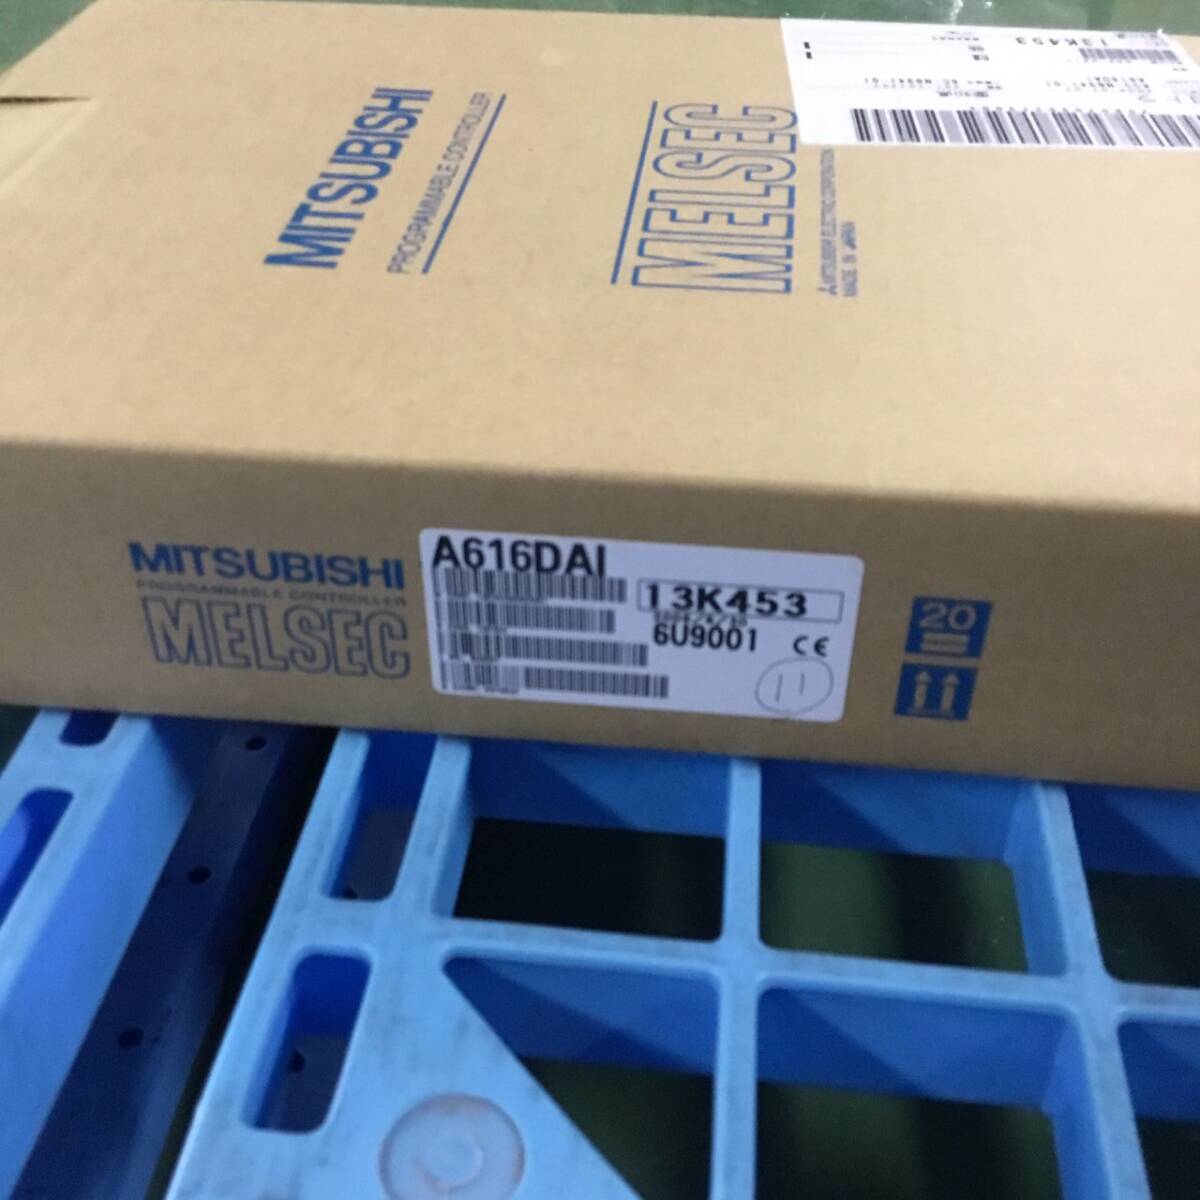 MITSUBISHI
PROGRAMMABLE CONTROLLER
MELSEC
MITSUBISHI ELECTRIC CORPORATION
MADE IN JAPAN
13K453
MITSUBISHI
PROGRAMMABLE CONTROLLER
MELSEC
A616DAI
13K453
6U9001
CE
11
20